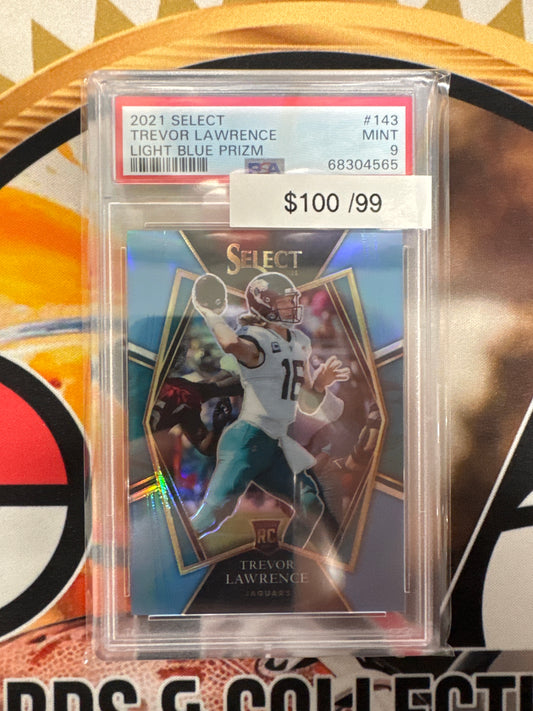 2021 SELECT #143
TREVOR LAWRENCE MINT
LIGHT BLUE PRIZM 9
68304565
$100 /99
SELECT
16
RC
TREVOR
LAWRENCE
JAGUARS